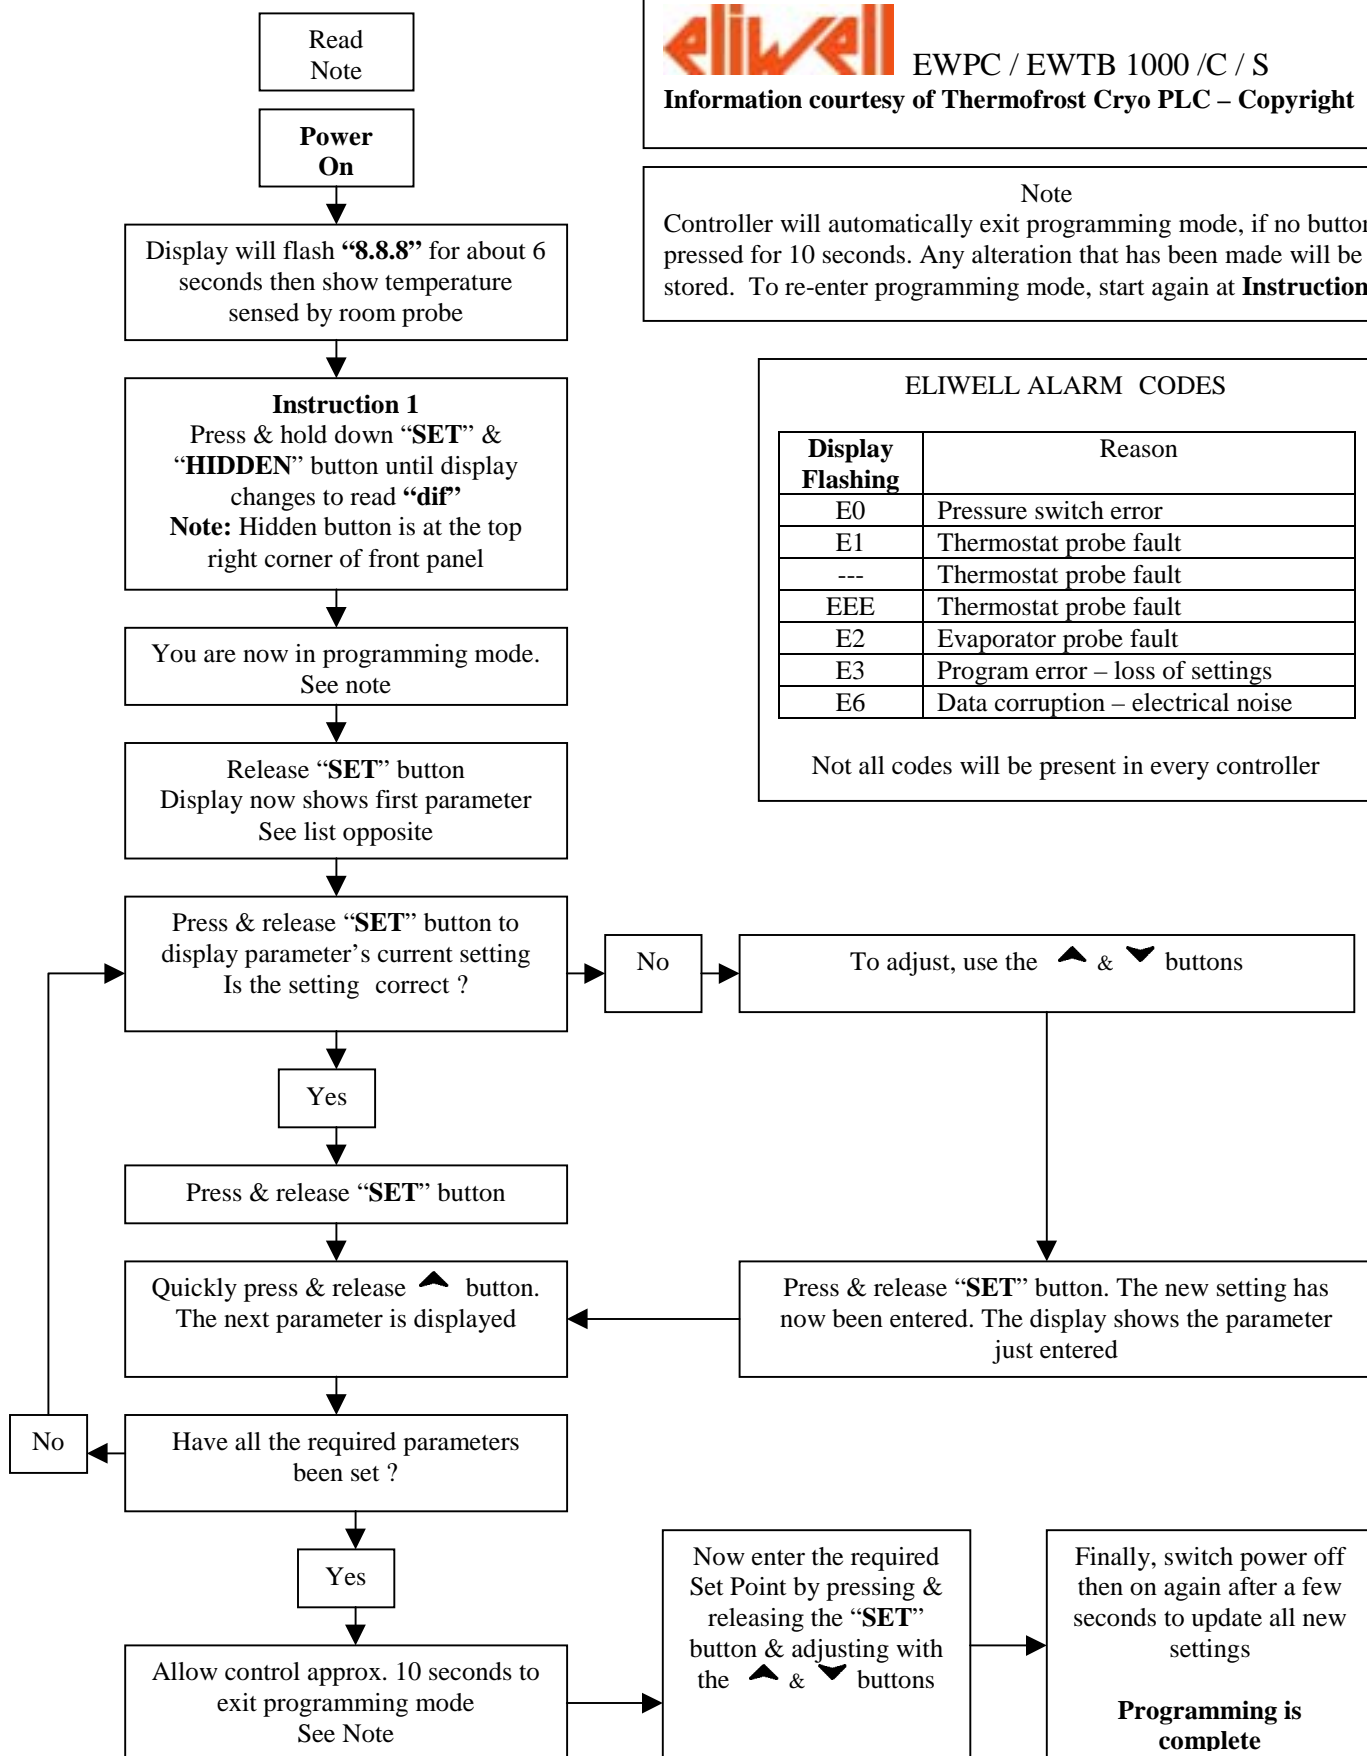 Read
Note
Power
On
Display will flash “8.8.8” for about 6
seconds then show temperature
sensed by room probe
Instruction 1
Press & hold down “SET” &
“HIDDEN” button until display
changes to read “dif”
Note: Hidden button is at the top
right corner of front panel
You are now in programming mode.
See note
Release “SET” button
Display now shows first parameter
See list opposite
Press & release “SET” button to
display parameter’s current setting
Is the setting correct ?
No
To adjust, use the & buttons
Yes
Press & release “SET” button
Quickly press & release button.
The next parameter is displayed
Press & release “SET” button. The new setting has
now been entered. The display shows the parameter
just entered
No
Have all the required parameters
been set ?
Yes
Allow control approx. 10 seconds to
exit programming mode
See Note
Now enter the required
Set Point by pressing &
releasing the “SET”
button & adjusting with
the & buttons
Finally, switch power off
then on again after a few
seconds to update all new
settings
Programming is
complete
eliwell EWPC / EWTB 1000 /C / S
Information courtesy of Thermofrost Cryo PLC – Copyright
Note
Controller will automatically exit programming mode, if no button
pressed for 10 seconds. Any alteration that has been made will be
stored. To re-enter programming mode, start again at Instruction
ELIWELL ALARM CODES
Display Reason
Flashing
E0 Pressure switch error
E1 Thermostat probe fault
--- Thermostat probe fault
EEE Thermostat probe fault
E2 Evaporator probe fault
E3 Program error – loss of settings
E6 Data corruption – electrical noise
Not all codes will be present in every controller